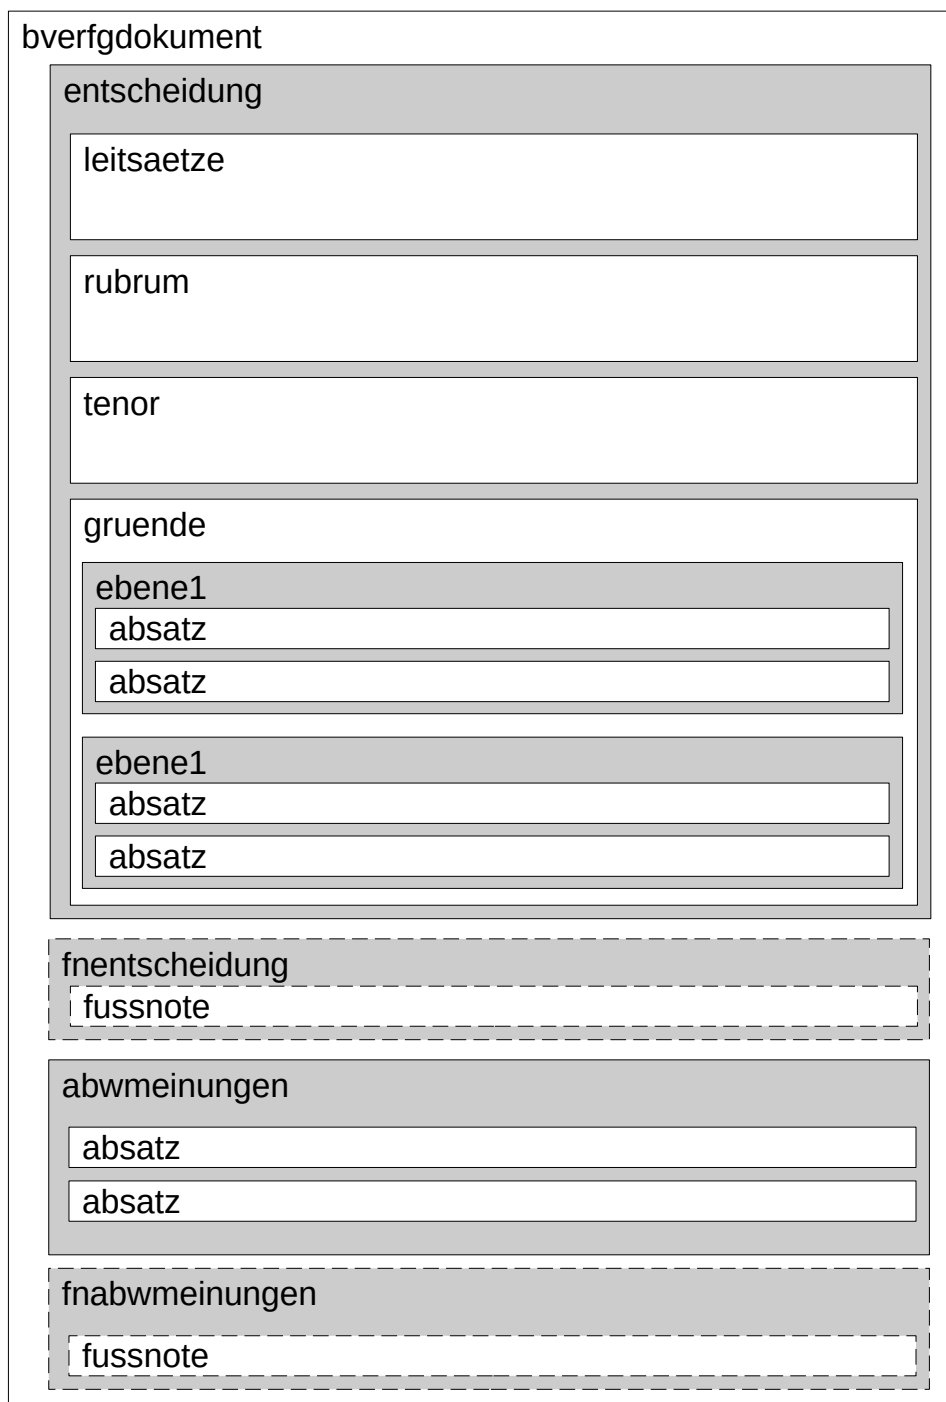 bverfgdokument
entscheidung
leitsaetze
rubrum
tenor
gruende
ebene1
absatz
absatz
ebene1
absatz
absatz
fnentscheidung
fussnote
abwmeinungen
absatz
absatz
fnabwmeinungen
fussnote